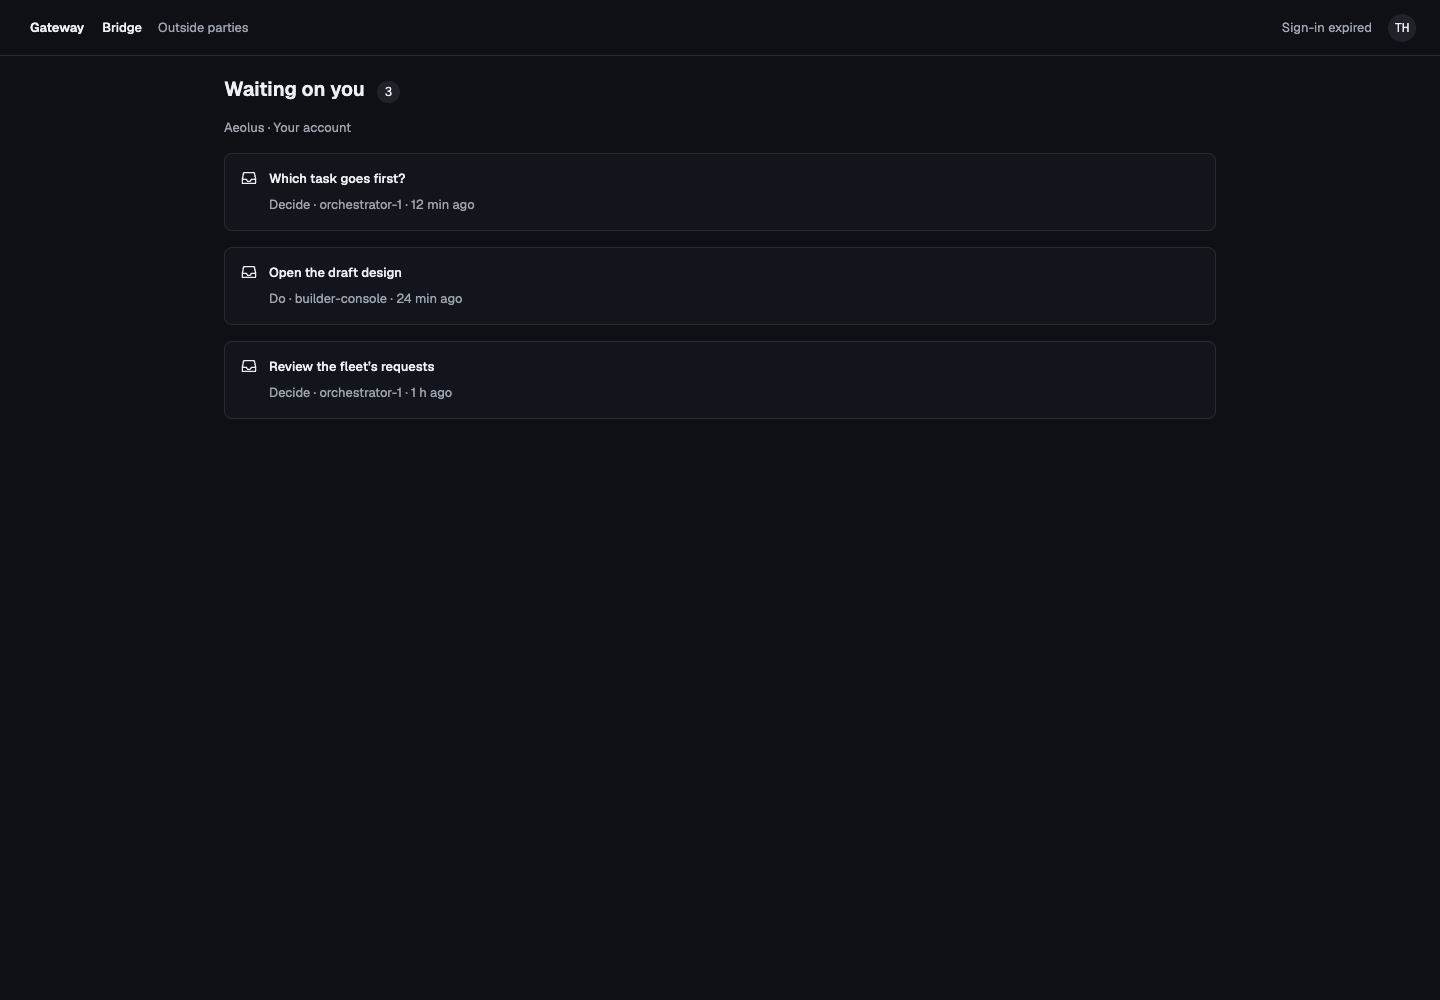 Gateway Bridge Outside parties Sign-in expired TH
Waiting on you 3
Aeolus · Your account
Which task goes first?
Decide · orchestrator-1 · 12 min ago
Open the draft design
Do · builder-console · 24 min ago
Review the fleet's requests
Decide · orchestrator-1 · 1 h ago